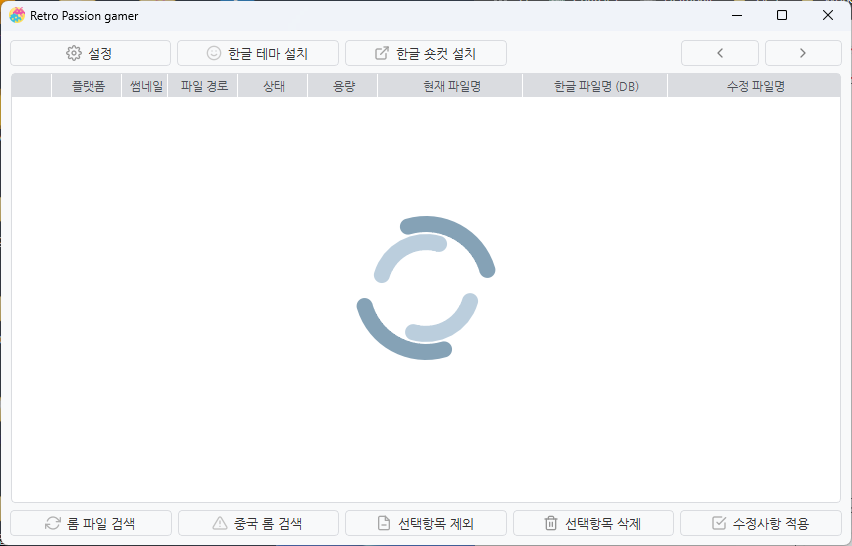 Retro Passion gamer
설정
한글 테마 설치
한글 숏컷 설치
플랫폼 썸네일 파일 경로 상태 용량 현재 파일명 한글 파일명 (DB) 수정 파일명
롬 파일 검색
중국 롬 검색
선택항목 제외
선택항목 삭제
수정사항 적용